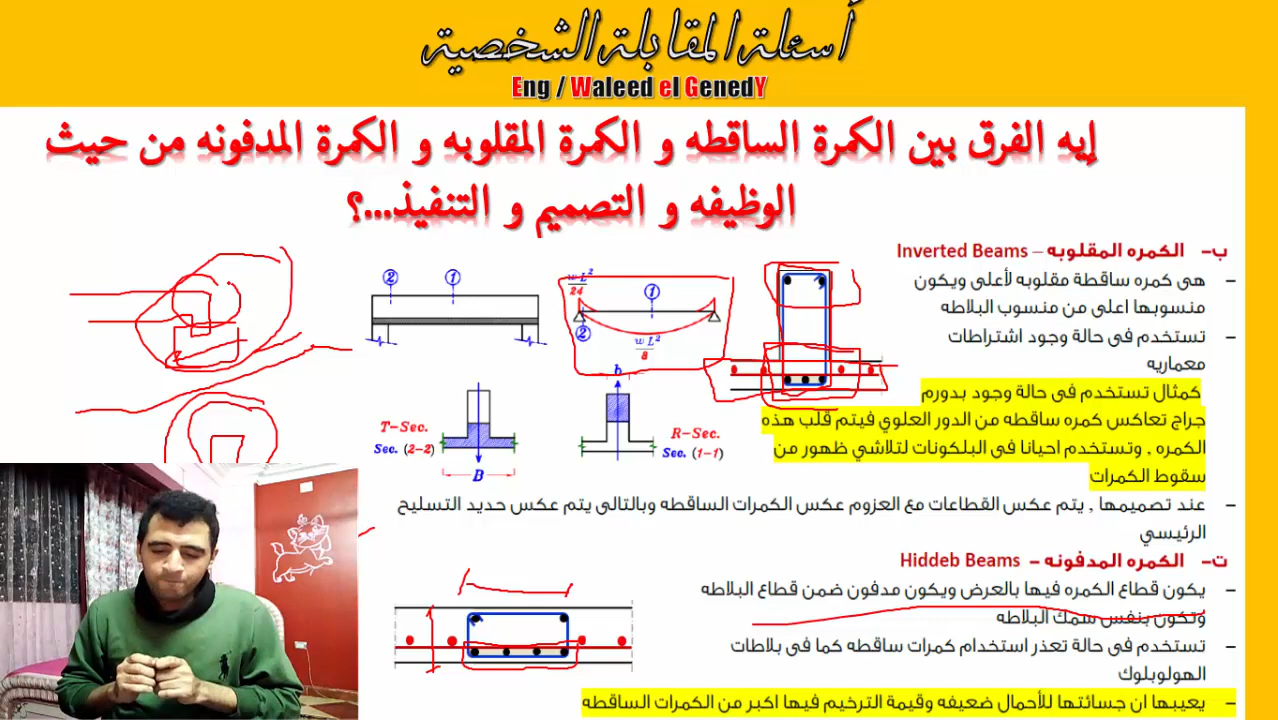 أسئلة المقابلة الشخصية
Eng / Waleed el GenedY
إيه الفرق بين الكمرة الساقطه و الكمرة المقلوبه و الكمرة المدفونه من حيث
الوظيفه و التصميم و التنفيذ...؟
ب- الكمره المقلوبه – Inverted Beams
- هى كمره ساقطة مقلوبه لأعلى ويكون
منسوبها اعلى من منسوب البلاطه
- تستخدم فى حالة وجود اشتراطات
معماريه
كمثال تستخدم فى حالة وجود بدورم
جراج تعاكس كمره ساقطه من الدور العلوي فيتم قلب هذه
الكمره , وتستخدم احيانا فى البلكونات لتلاشي ظهور من
سقوط الكمرات
- عند تصميمها , يتم عكس القطاعات مع العزوم عكس الكمرات الساقطه وبالتالى يتم عكس حديد التسليح
الرئيسي
ت- الكمره المدفونه – Hiddeb Beams
- يكون قطاع الكمره فيها بالعرض ويكون مدفون ضمن قطاع البلاطه
وتكون بنفس سمك البلاطه
- تستخدم فى حالة تعذر استخدام كمرات ساقطه كما فى بلاطات
الهولوبلوك
- يعيبها ان جسائتها للأحمال ضعيفه وقيمة الترخيم فيها اكبر من الكمرات الساقطه
2 1
wL²
24
1
2
wL²
8
T-Sec.
Sec. (2-2)
B
b
R-Sec.
Sec. (1-1)